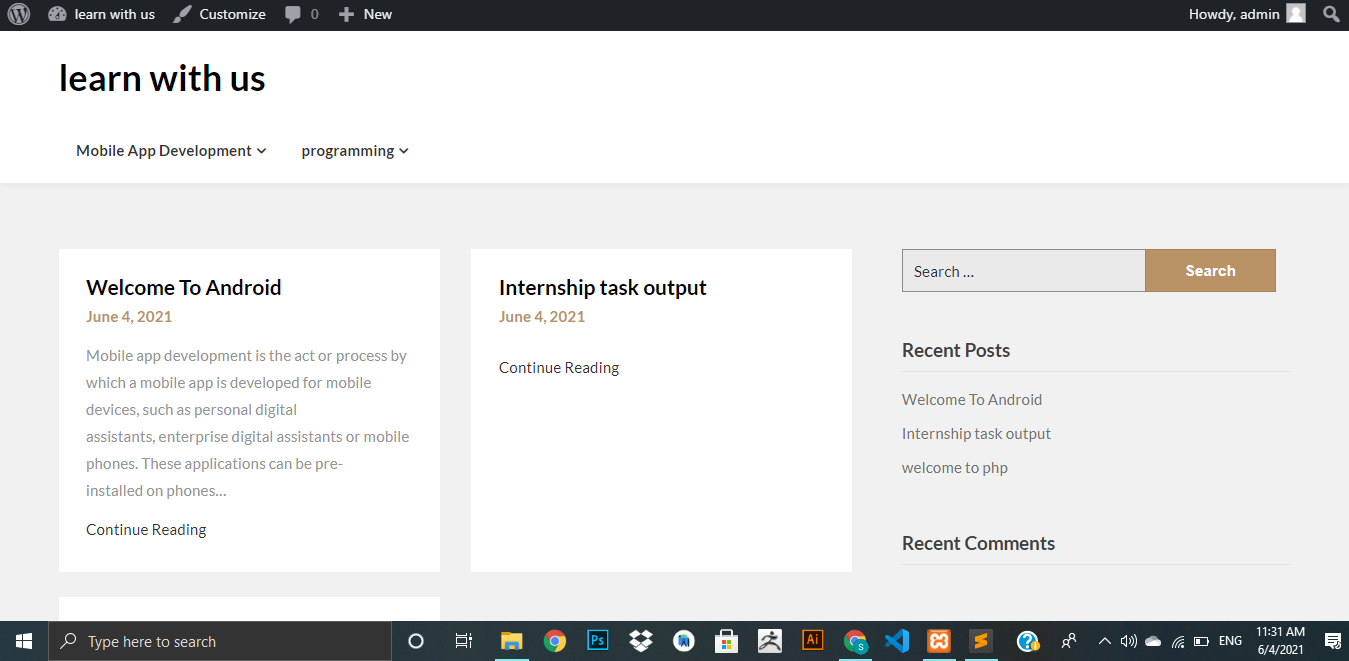 learn with us Customize 0 New Howdy, admin
learn with us
Mobile App Development programming
Welcome To Android
June 4, 2021
Mobile app development is the act or process by
which a mobile app is developed for mobile
devices, such as personal digital
assistants, enterprise digital assistants or mobile
phones. These applications can be pre-
installed on phones…
Continue Reading
Internship task output
June 4, 2021
Continue Reading
Search …
Search
Recent Posts
Welcome To Android
Internship task output
welcome to php
Recent Comments
Type here to search
Ps
Ai
S
ENG
11:31 AM
6/4/2021